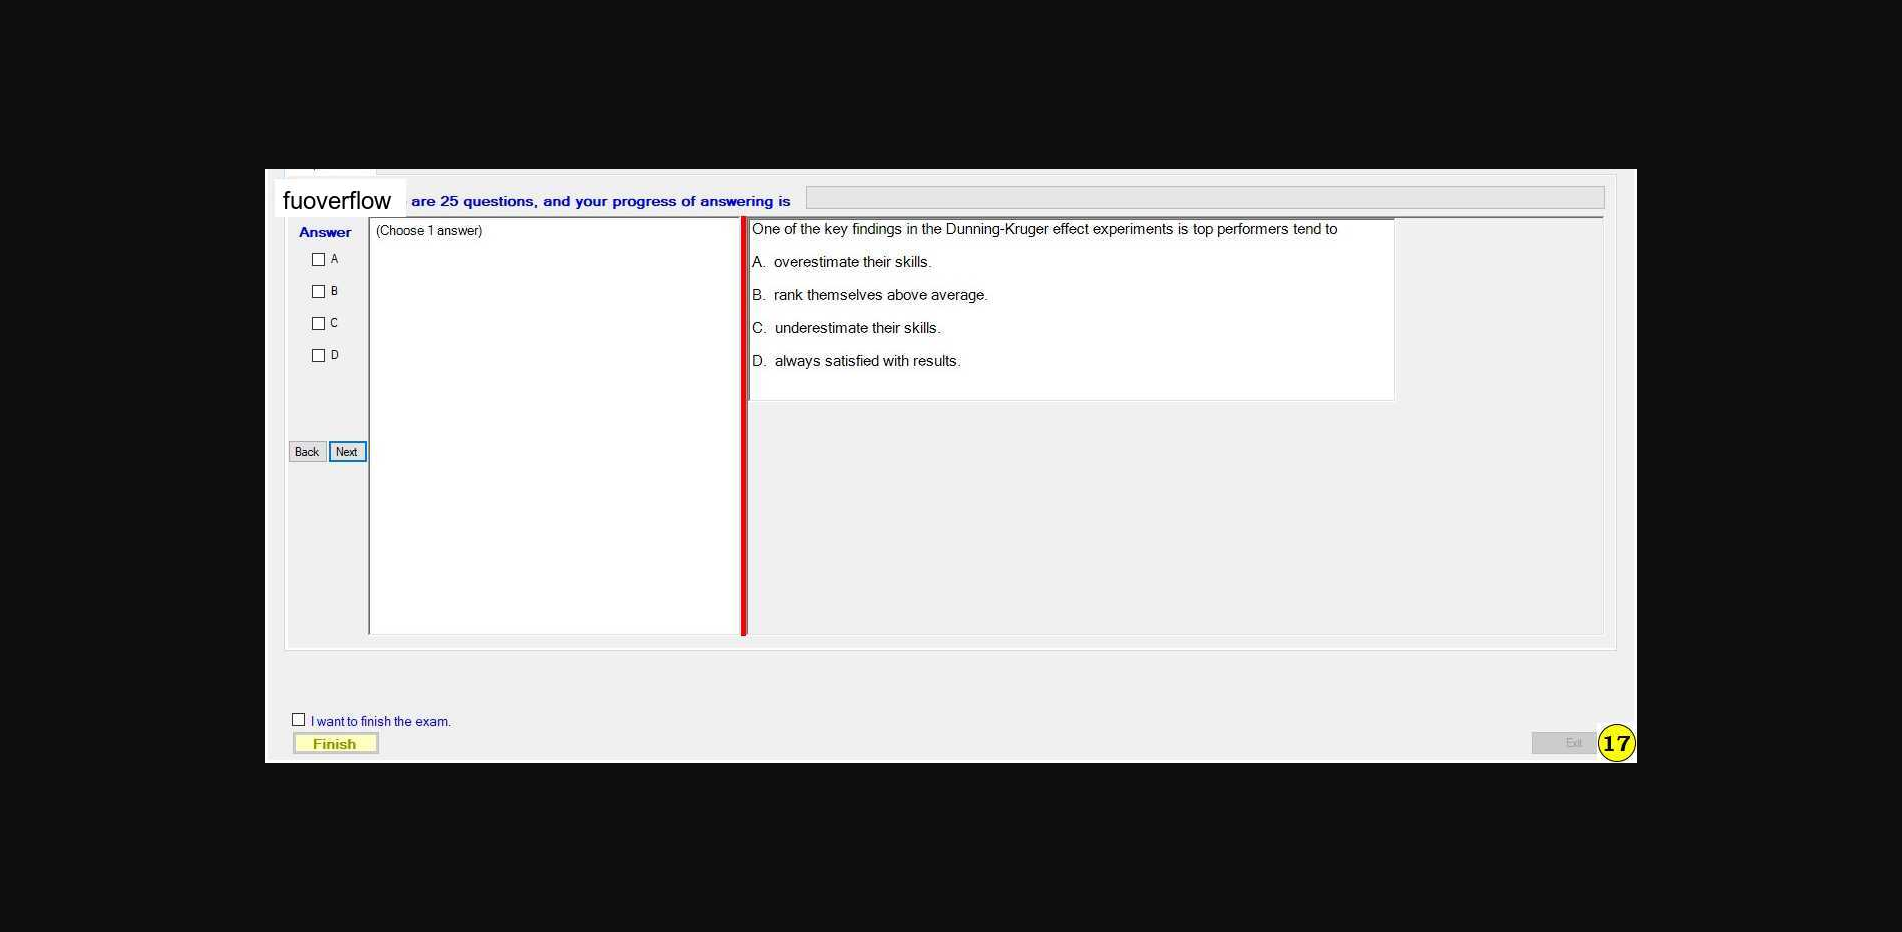 fuoverflow are 25 questions, and your progress of answering is
Answer
A
B
C
D
Back Next
(Choose 1 answer)
One of the key findings in the Dunning-Kruger effect experiments is top performers tend to
A. overestimate their skills.
B. rank themselves above average.
C. underestimate their skills.
D. always satisfied with results.
I want to finish the exam.
Finish
Exit
17